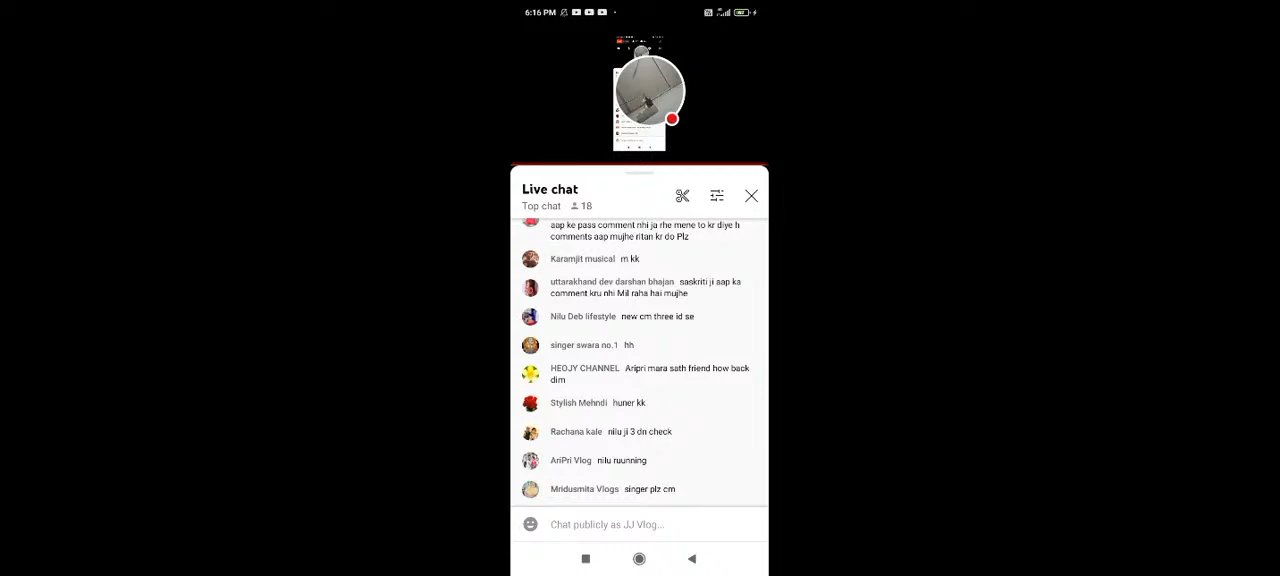 6:16 PM
Live chat
Top chat 18
aap ke pass comment nhi ja rhe mene to kr diye h
comments aap mujhe ritan kr do Plz
Karamjit musical m kk
uttarakhand dev darshan bhajan saskriti ji aap ka
comment kru nhi Mil raha hai mujhe
Nilu Deb lifestyle new cm three id se
singer swara no.1 hh
HEOJY CHANNEL Aripri mara sath friend how back
dim
Stylish Mehndi huner kk
Rachana kale nilu ji 3 dn check
AriPri Vlog nilu ruunning
Mridusmita Vlogs singer plz cm
Chat publicly as JJ Vlog...